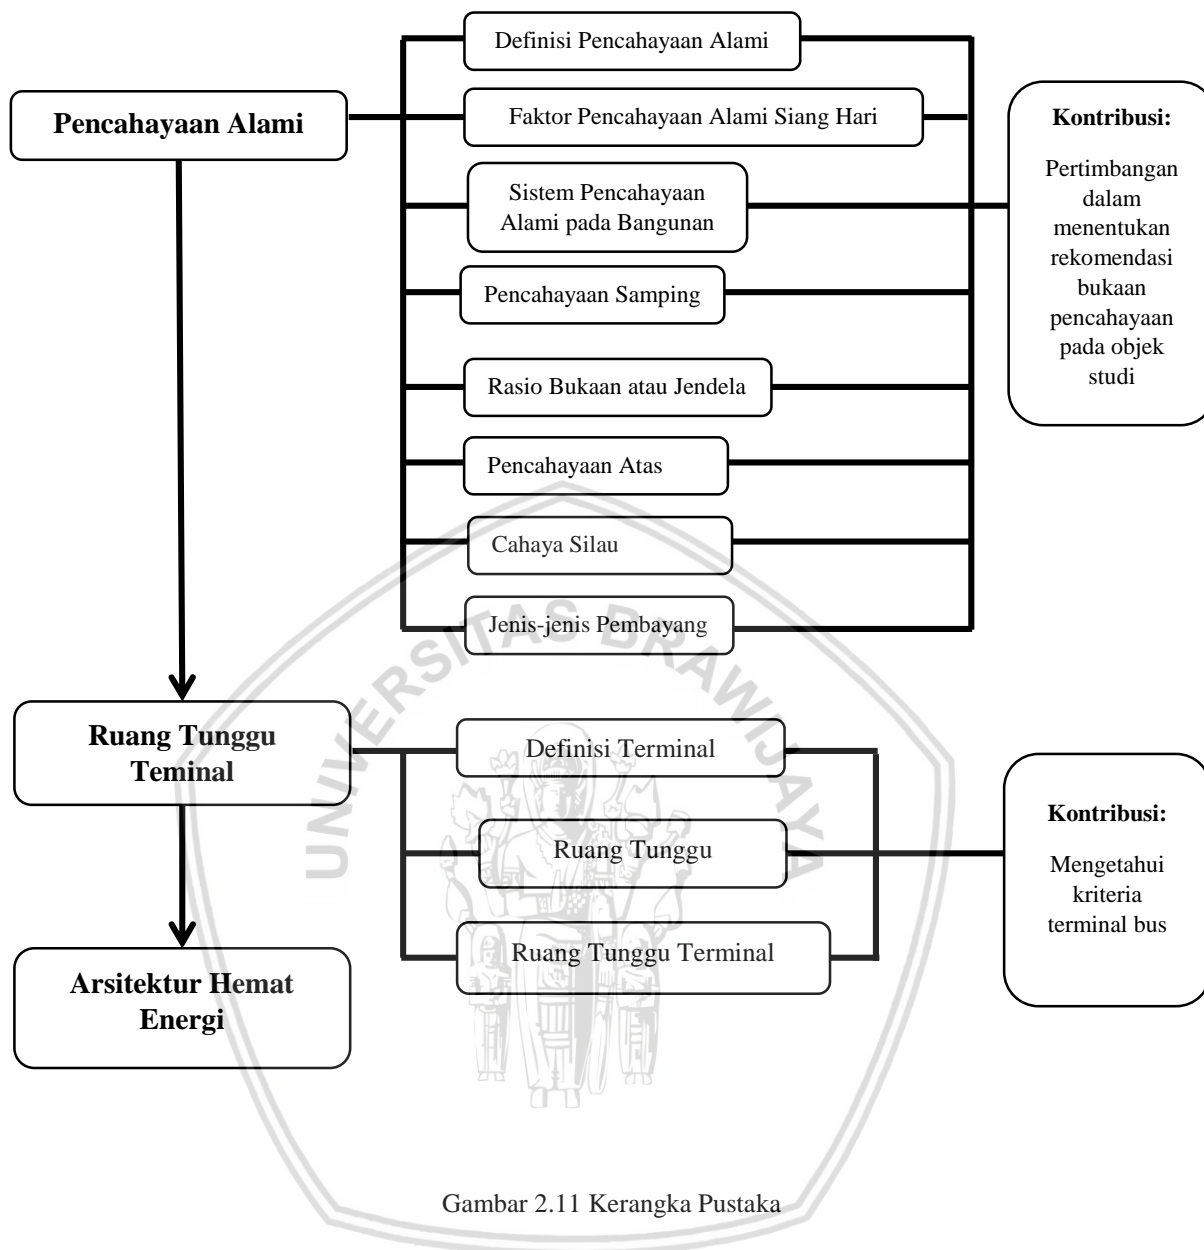 Definisi Pencahayaan Alami
Pencahayaan Alami
Faktor Pencahayaan Alami Siang Hari
Sistem Pencahayaan
Alami pada Bangunan
Pencahayaan Samping
Rasio Bukaan atau Jendela
Pencahayaan Atas
Cahaya Silau
Jenis-jenis Pembayang
Kontribusi:
Pertimbangan
dalam
menentukan
rekomendasi
bukaan
pencahayaan
pada objek
studi
UNIVERSITAS BRAWIJAYA
Ruang Tunggu
Teminal
Definisi Terminal
Ruang Tunggu
Ruang Tunggu Terminal
Kontribusi:
Mengetahui
kriteria
terminal bus
Arsitektur Hemat
Energi
Gambar 2.11 Kerangka Pustaka